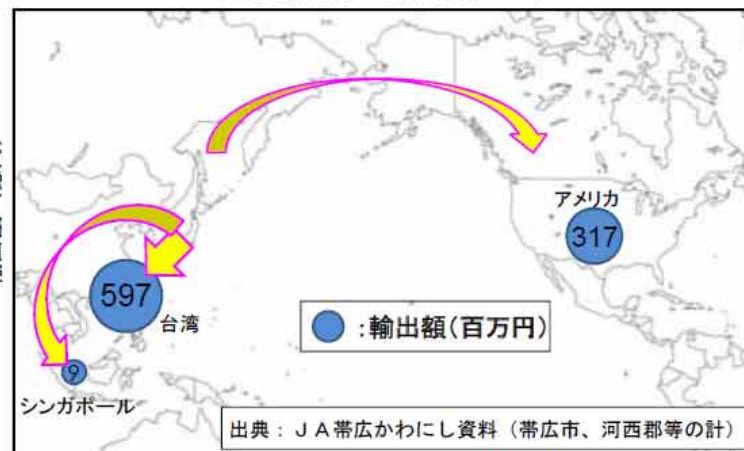 アメリカ
317
597
台湾
:輸出額(百万円)
9
シンガポール
出典：ＪＡ帯広かわにし資料（帯広市、河西郡等の計）